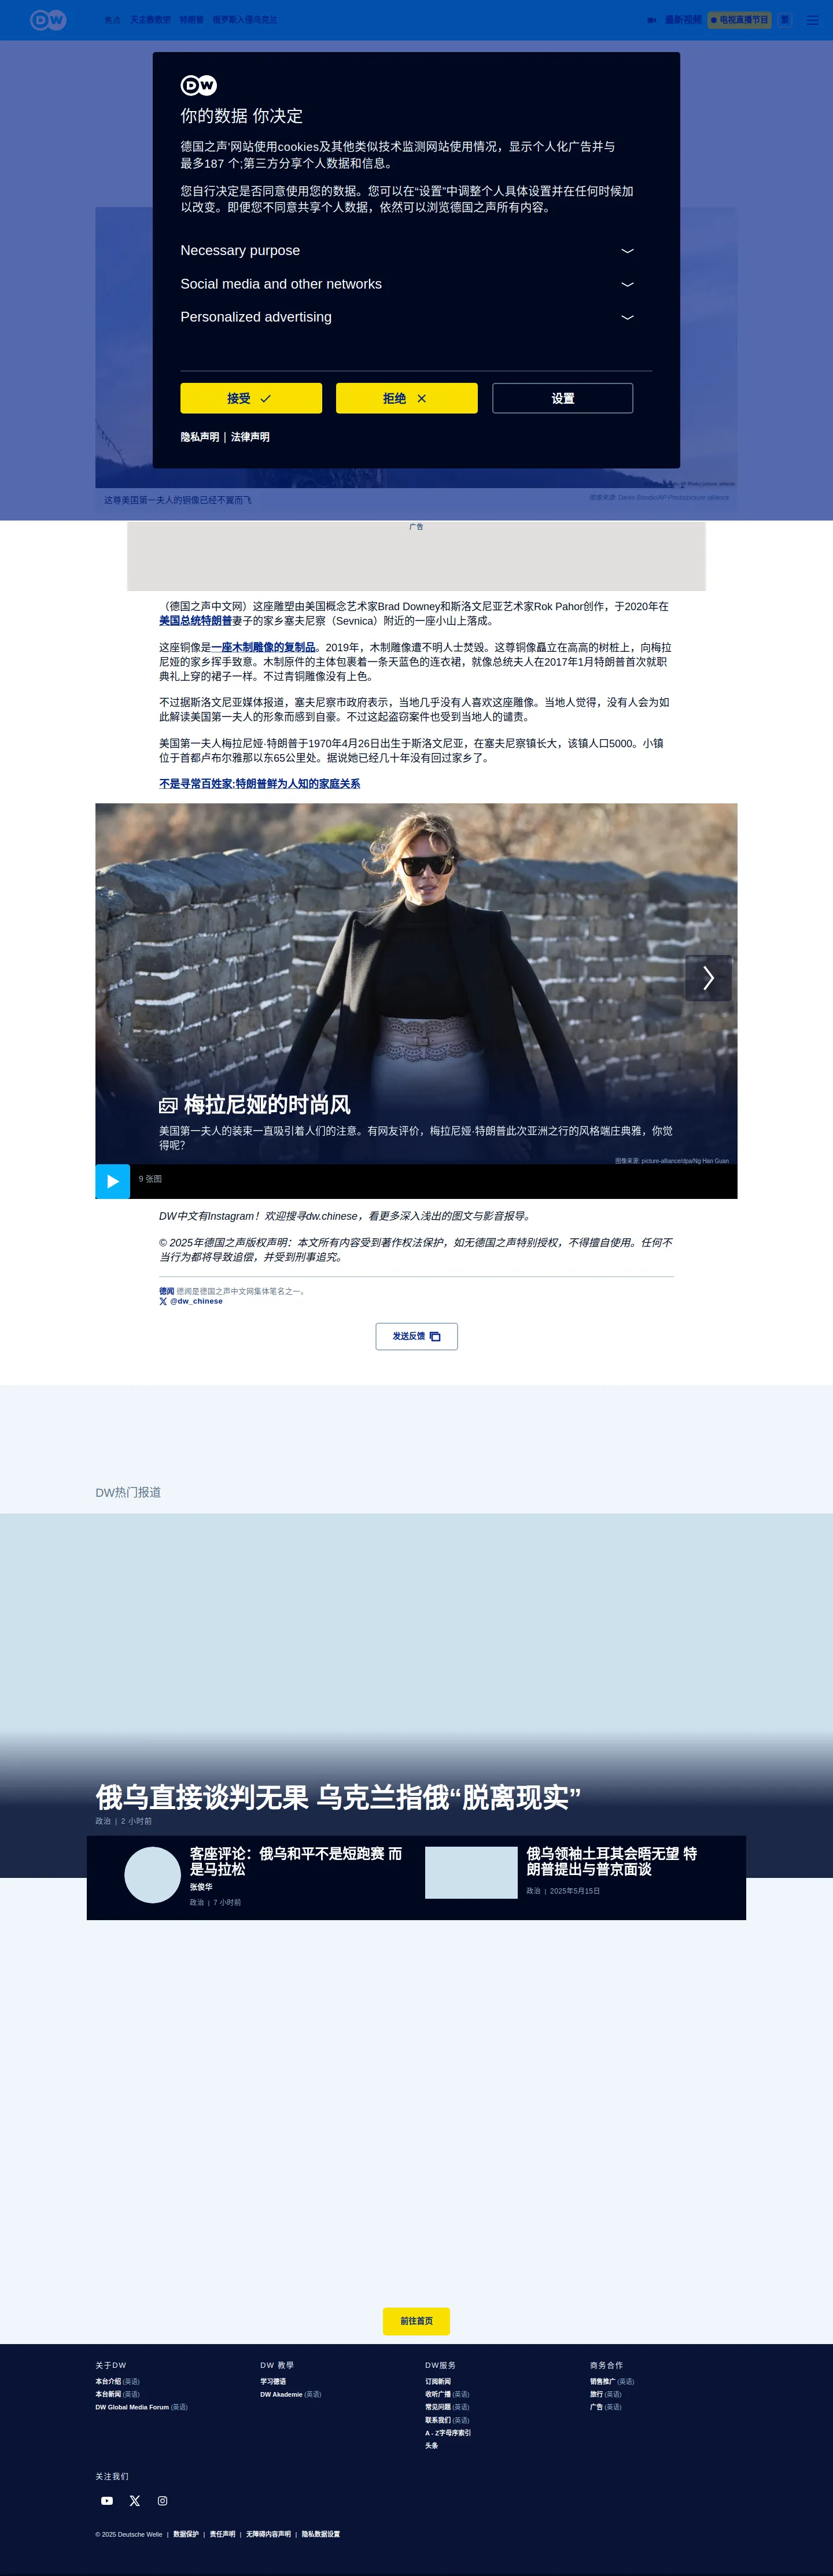 DW
焦点 天主教教宗 特朗普 俄罗斯入侵乌克兰
最新视频 电视直播节目 繁
DW
你的数据 你决定
德国之声'网站使用cookies及其他类似技术监测网站使用情况，显示个人化广告并与
最多187 个;第三方分享个人数据和信息。
您自行决定是否同意使用您的数据。您可以在“设置”中调整个人具体设置并在任何时候加
以改变。即便您不同意共享个人数据，依然可以浏览德国之声所有内容。
Necessary purpose
Social media and other networks
Personalized advertising
接受
拒绝
设置
隐私声明 | 法律声明
这尊美国第一夫人的铜像已经不翼而飞
广告
（德国之声中文网）这座雕塑由美国概念艺术家Brad Downey和斯洛文尼亚艺术家Rok Pahor创作，于2020年在
美国总统特朗普妻子的家乡塞夫尼察（Sevnica）附近的一座小山上落成。
这座铜像是一座木制雕像的复制品。2019年，木制雕像遭不明人士焚毁。这尊铜像矗立在高高的树桩上，向梅拉
尼娅的家乡挥手致意。木制原件的主体包裹着一条天蓝色的连衣裙，就像总统夫人在2017年1月特朗普首次就职
典礼上穿的裙子一样。不过青铜雕像没有上色。
不过据斯洛文尼亚媒体报道，塞夫尼察市政府表示，当地几乎没有人喜欢这座雕像。当地人觉得，没有人会为如
此解读美国第一夫人的形象而感到自豪。不过这起盗窃案件也受到当地人的谴责。
美国第一夫人梅拉尼娅·特朗普于1970年4月26日出生于斯洛文尼亚，在塞夫尼察镇长大，该镇人口5000。小镇
位于首都卢布尔雅那以东65公里处。据说她已经几十年没有回过家乡了。
不是寻常百姓家:特朗普鲜为人知的家庭关系
梅拉尼娅的时尚风
美国第一夫人的装束一直吸引着人们的注意。有网友评价，梅拉尼娅·特朗普此次亚洲之行的风格端庄典雅，你觉
得呢？
图像来源: picture-alliance/dpa/Ng Han Guan
9 张图
DW中文有Instagram！欢迎搜寻dw.chinese，看更多深入浅出的图文与影音报导。
© 2025年德国之声版权声明：本文所有内容受到著作权法保护，如无德国之声特别授权，不得擅自使用。任何不
当行为都将导致追偿，并受到刑事追究。
德闻 德闻是德国之声中文网集体笔名之一。
@dw_chinese
发送反馈
DW热门报道
俄乌直接谈判无果 乌克兰指俄“脱离现实”
政治 | 2 小时前
客座评论：俄乌和平不是短跑赛 而
是马拉松
张俊华
政治 | 7 小时前
俄乌领袖土耳其会晤无望 特
朗普提出与普京面谈
政治 | 2025年5月15日
前往首页
关于DW
本台介绍 (英语)
本台新闻 (英语)
DW Global Media Forum (英语)
DW 教學
学习德语
DW Akademie (英语)
DW服务
订阅新闻
收听广播 (英语)
常见问题 (英语)
联系我们 (英语)
A - Z字母序索引
头条
商务合作
销售推广 (英语)
旅行 (英语)
广告 (英语)
关注我们
© 2025 Deutsche Welle | 数据保护 | 责任声明 | 无障碍内容声明 | 隐私数据设置